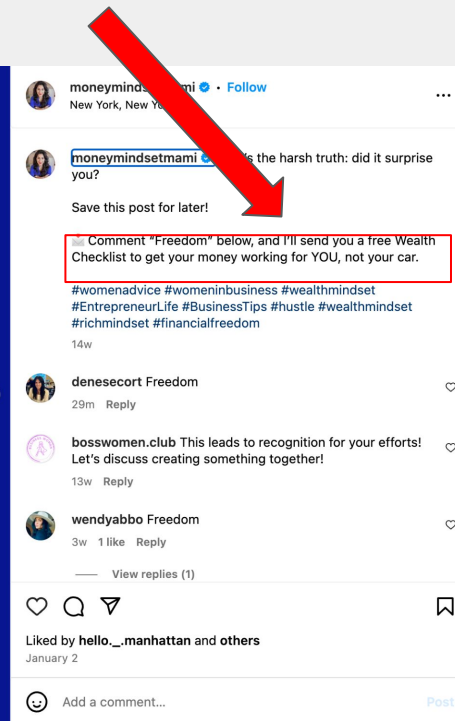 moneyminds mi • Follow
New York, New Yo
moneymindsetmami s the harsh truth: did it surprise
you?
Save this post for later!
📩 Comment “Freedom” below, and I’ll send you a free Wealth
Checklist to get your money working for YOU, not your car.
#womenadvice #womeninbusiness #wealthmindset
#EntrepreneurLife #BusinessTips #hustle #wealthmindset
#richmindset #financialfreedom
14w
denesecort Freedom
29m Reply
bosswomen.club This leads to recognition for your efforts!
Let’s discuss creating something together!
13w Reply
wendyabbo Freedom
3w 1 like Reply
View replies (1)
Liked by hello._.manhattan and others
January 2
Add a comment...
Post